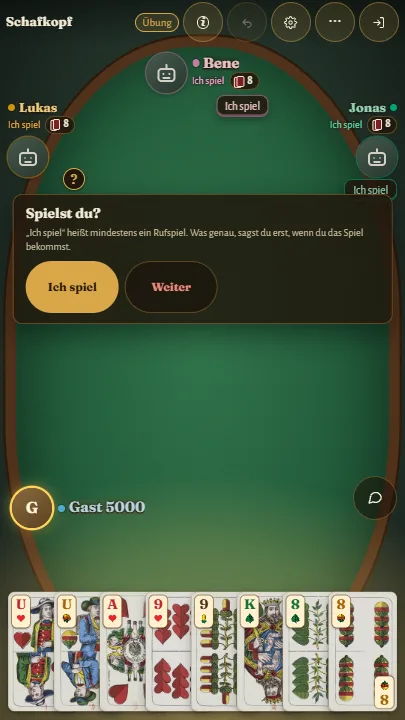 Schafkopf
Übung
Bene
Ich spiel 8
Ich spiel
Lukas
Ich spiel 8
Jonas
Ich spiel 8
Ich spiel
?
Spielst du?
„Ich spiel“ heißt mindestens ein Rufspiel. Was genau, sagst du erst, wenn du das Spiel
bekommst.
Ich spiel
Weiter
G
Gast 5000
U U A 9 9 K 8 8
8